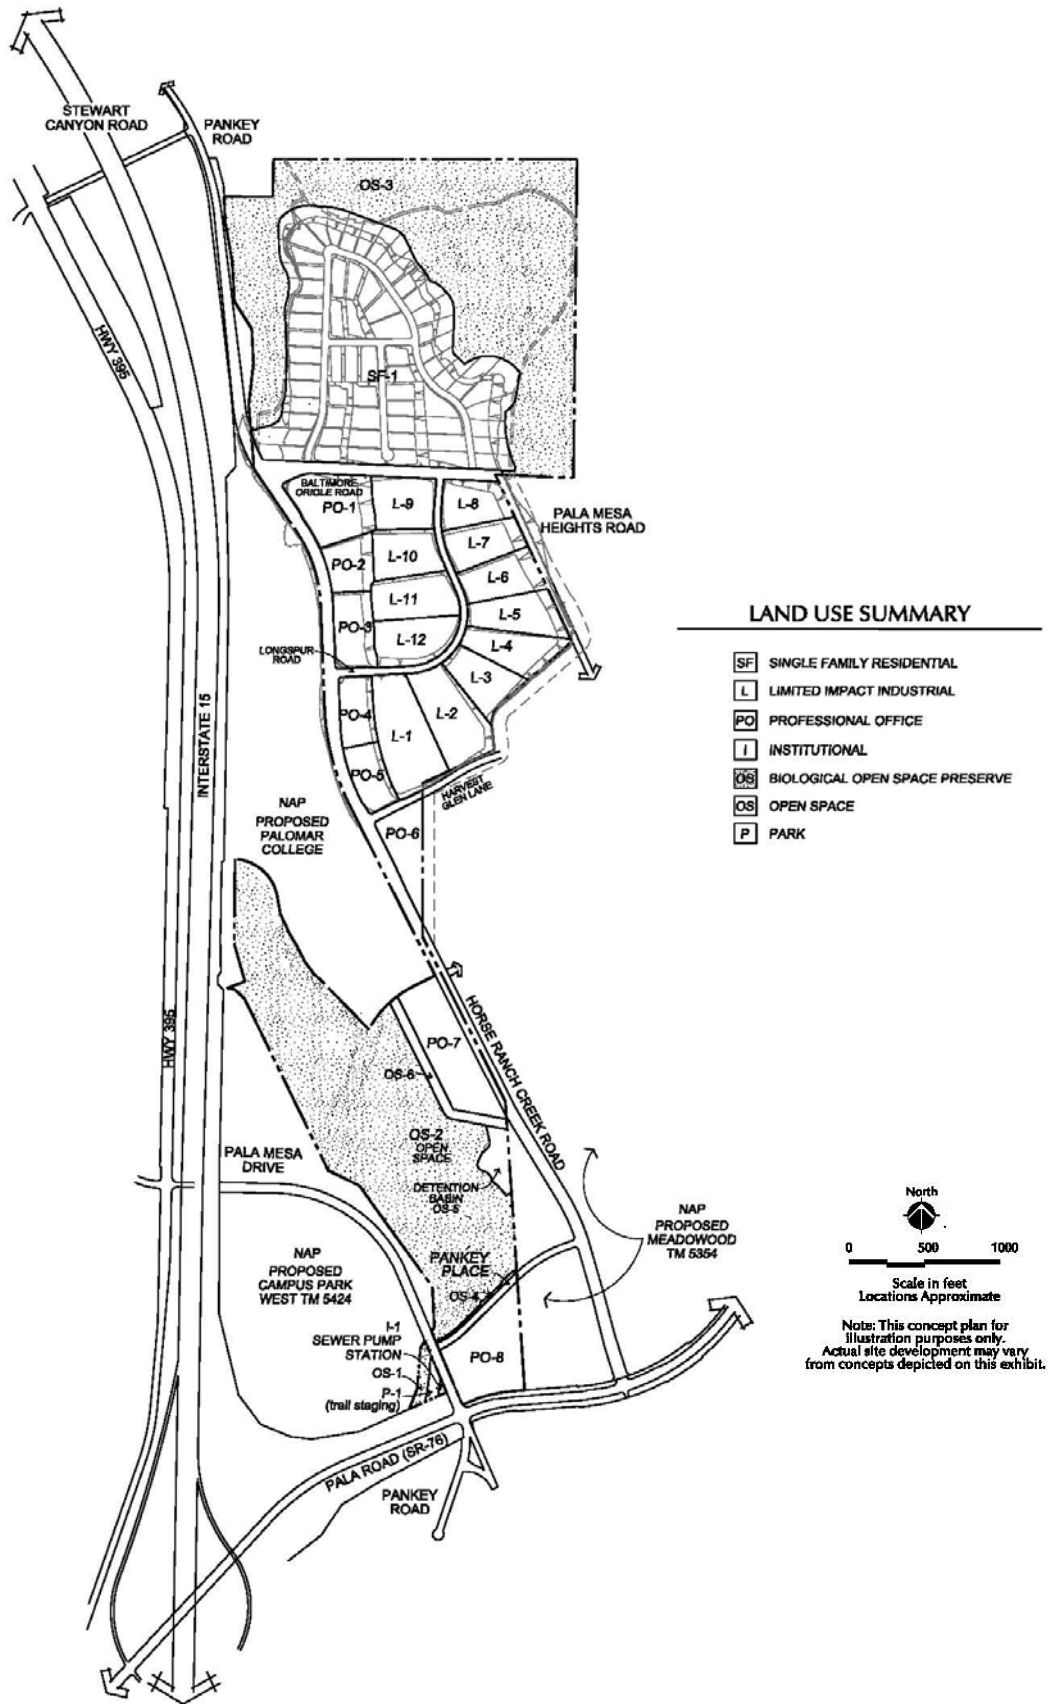 STEWART
CANYON ROAD
PANKEY
ROAD
OS-3
HWY 395
SF-1
BALTIMORE
ORIOLE ROAD
PO-1
L-9
L-8
PALA MESA
HEIGHTS ROAD
L-7
PO-2
L-10
L-6
L-11
L-5
PO-3
L-12
L-4
LONGSPUR
ROAD
L-3
PO-4
L-2
L-1
INTERSTATE 15
PO-5
HARVEST
GLEN LANE
NAP
PROPOSED
PALOMAR
COLLEGE
PO-6
LAND USE SUMMARY
SF SINGLE FAMILY RESIDENTIAL
L LIMITED IMPACT INDUSTRIAL
PO PROFESSIONAL OFFICE
I INSTITUTIONAL
OS BIOLOGICAL OPEN SPACE PRESERVE
OS OPEN SPACE
P PARK
HWY 395
HORSE RANCH CREEK ROAD
PO-7
OS-6
OS-2
OPEN
SPACE
PALA MESA
DRIVE
DETENTION
BASIN
OS-5
NAP
PROPOSED
MEADOWOOD
TM 5354
NAP
PROPOSED
CAMPUS PARK
WEST TM 5424
PANKEY
PLACE
OS-4
I-1
SEWER PUMP
STATION
OS-1
P-1
(trail staging)
PO-8
PALA ROAD (SR-76)
PANKEY
ROAD
North
0 500 1000
Scale in feet
Locations Approximate
Note: This concept plan for
illustration purposes only.
Actual site development may vary
from concepts depicted on this exhibit.